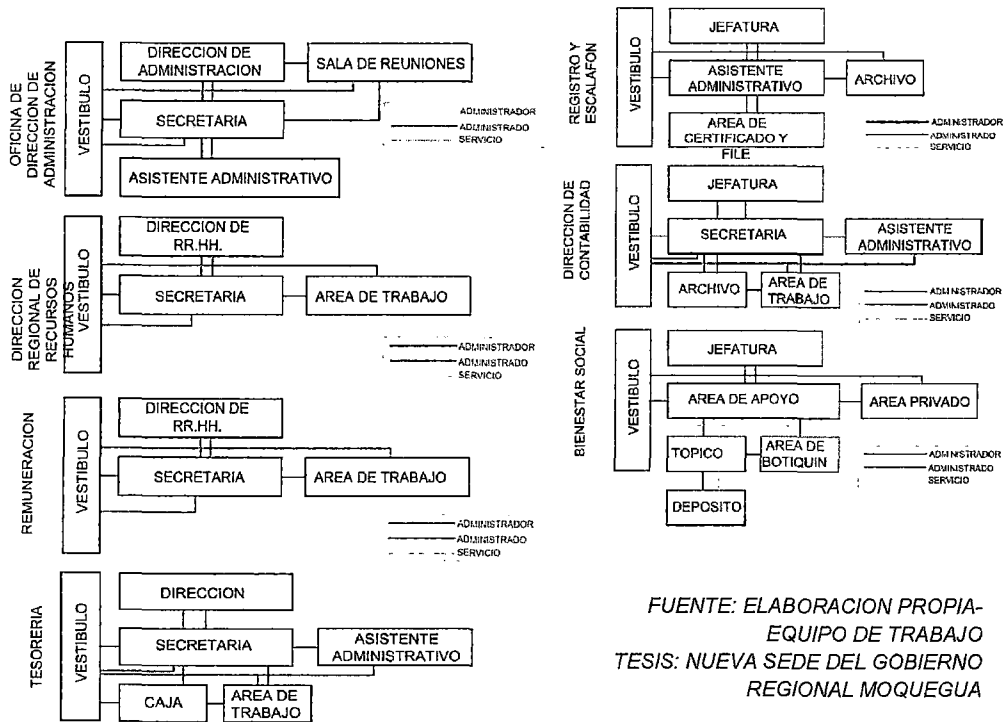 OFICINA DE
DIRECCION DE
ADMINISTRACION
VESTIBULO
DIRECCION DE
ADMINISTRACION
SALA DE REUNIONES
SECRETARIA
ASISTENTE ADMINISTRATIVO
ADMINISTRADOR
ADMINISTRADO
SERVICIO
DIRECCION
REGIONAL DE
RECURSOS
HUMANOS
VESTIBULO
DIRECCION DE
RR.HH.
SECRETARIA
AREA DE TRABAJO
ADMINISTRADOR
ADMINISTRADO
SERVICIO
REMUNERACION
VESTIBULO
DIRECCION DE
RR.HH.
SECRETARIA
AREA DE TRABAJO
ADMINISTRADOR
ADMINISTRADO
SERVICIO
TESORERIA
VESTIBULO
DIRECCION
SECRETARIA
ASISTENTE
ADMINISTRATIVO
CAJA
AREA DE
TRABAJO
REGISTRO Y
ESCALAFON
VESTIBULO
JEFATURA
ASISTENTE
ADMINISTRATIVO
ARCHIVO
AREA DE
CERTIFICADO Y
FILE
ADMINISTRADOR
ADMINISTRADO
SERVICIO
DIRECCION DE
CONTABILIDAD
VESTIBULO
JEFATURA
SECRETARIA
ASISTENTE
ADMINISTRATIVO
ARCHIVO
AREA DE
TRABAJO
ADMINISTRADOR
ADMINISTRADO
SERVICIO
BIENESTAR SOCIAL
VESTIBULO
JEFATURA
AREA DE APOYO
AREA PRIVADO
TOPICO
AREA DE
BOTIQUIN
DEPOSITO
ADMINISTRADOR
ADMINISTRADO
SERVICIO
FUENTE: ELABORACION PROPIA-
EQUIPO DE TRABAJO
TESIS: NUEVA SEDE DEL GOBIERNO
REGIONAL MOQUEGUA